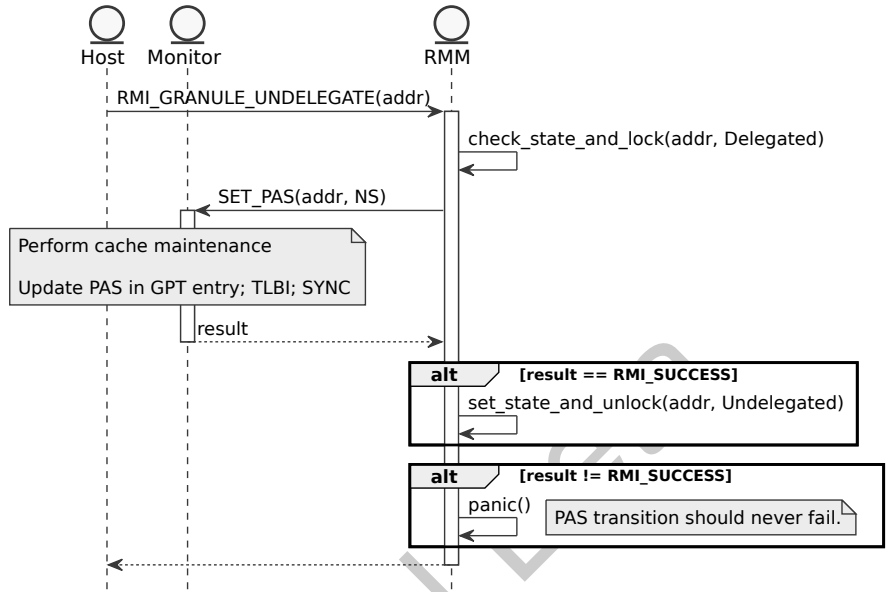 Host
Monitor
RMM
RMI_GRANULE_UNDELEGATE(addr)
check_state_and_lock(addr, Delegated)
SET_PAS(addr, NS)
Perform cache maintenance
Update PAS in GPT entry; TLBI; SYNC
result
alt
[result == RMI_SUCCESS]
set_state_and_unlock(addr, Undelegated)
alt
[result != RMI_SUCCESS]
panic()
PAS transition should never fail.